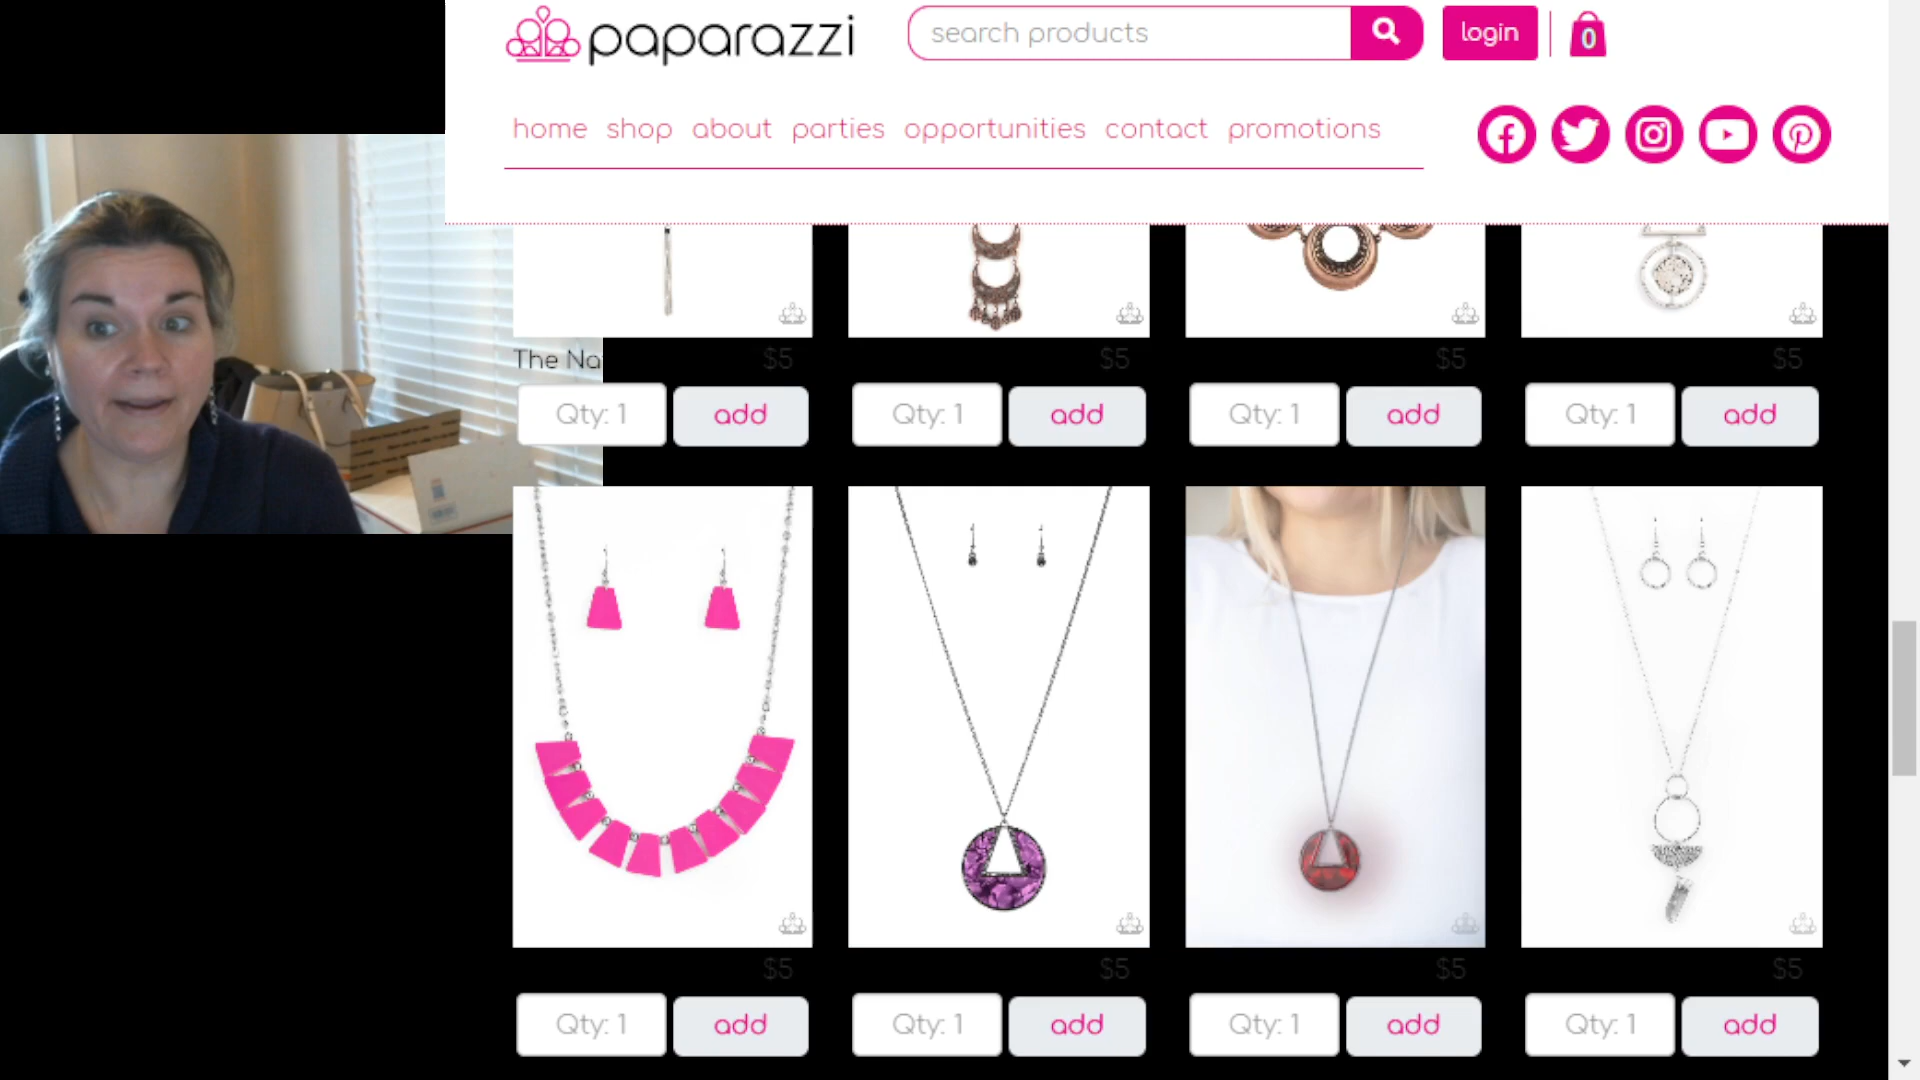 paparazzi
search products
login
0
home shop about parties opportunities contact promotions
The Na
$5 $5 $5 $5
Qty: 1 add Qty: 1 add Qty: 1 add Qty: 1 add
$5 $5 $5 $5
Qty: 1 add Qty: 1 add Qty: 1 add Qty: 1 add